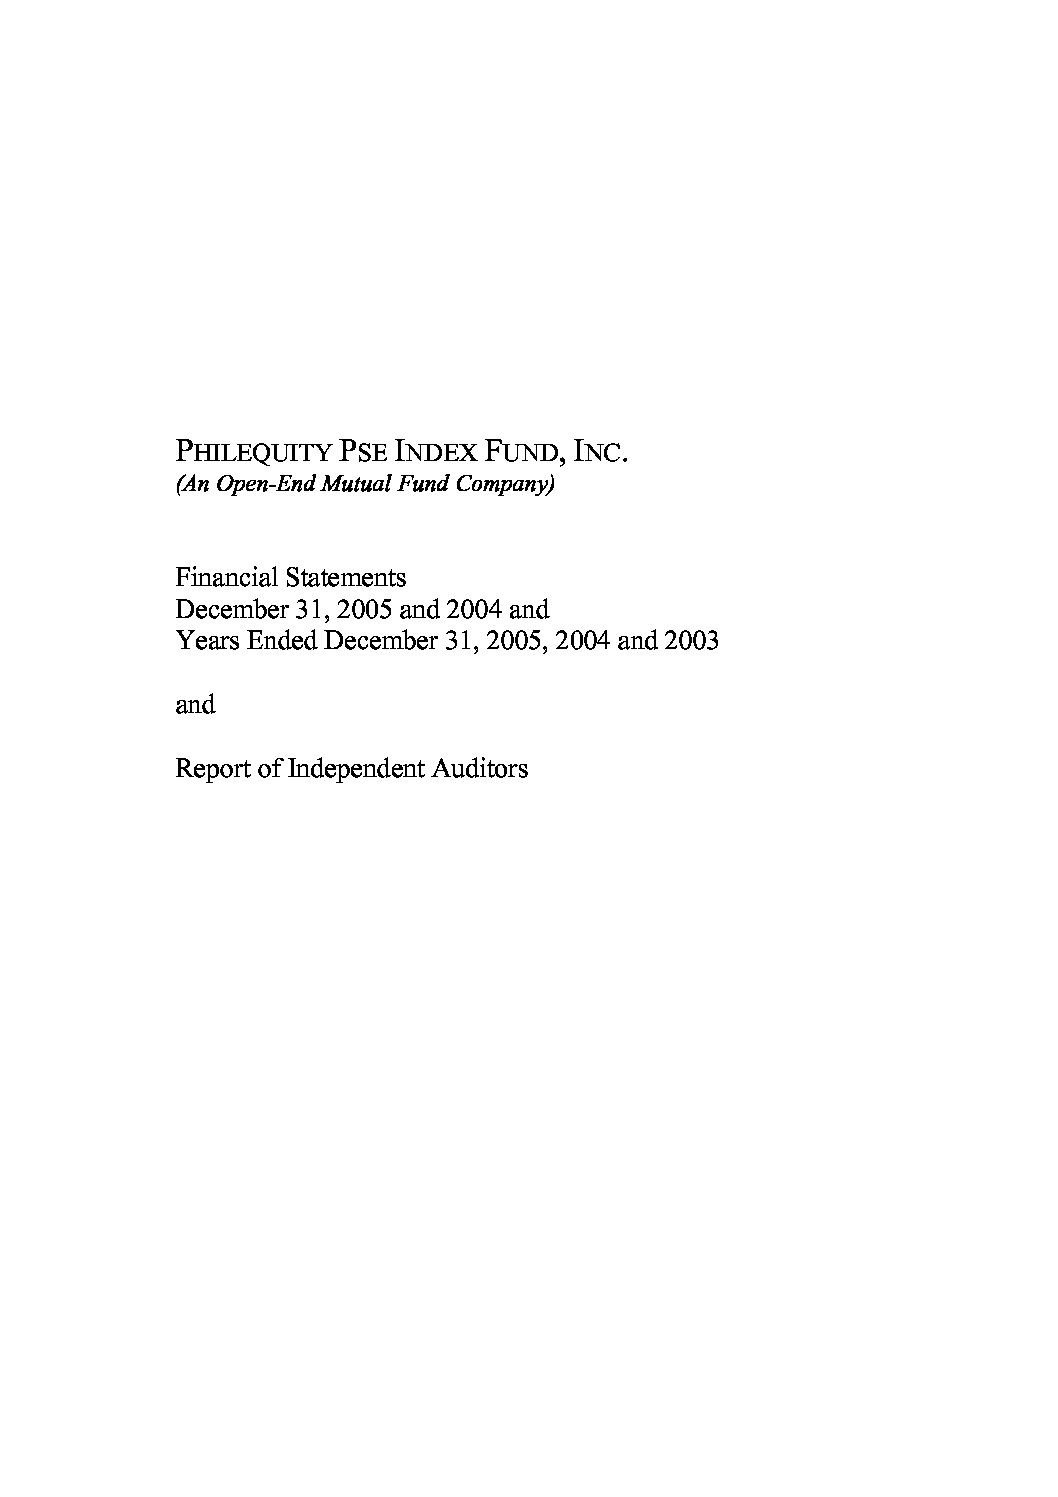 PHILEQUITY PSE INDEX FUND, INC.
(An Open-End Mutual Fund Company)
Financial Statements
December 31, 2005 and 2004 and
Years Ended December 31, 2005, 2004 and 2003
and
Report of Independent Auditors